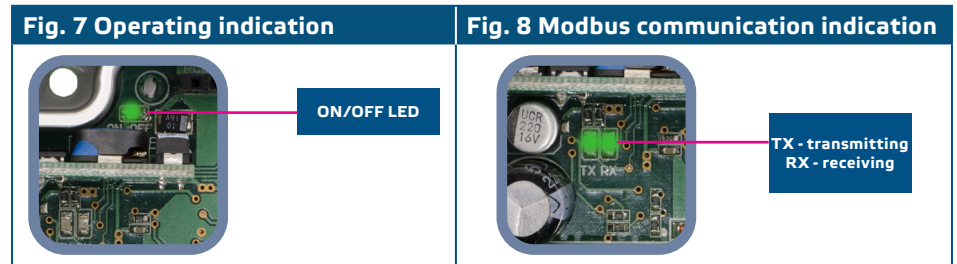 Fig. 7 Operating indication
Fig. 8 Modbus communication indication
ON/OFF LED
UCR
220
16V
TX RX
TX - transmitting
RX - receiving